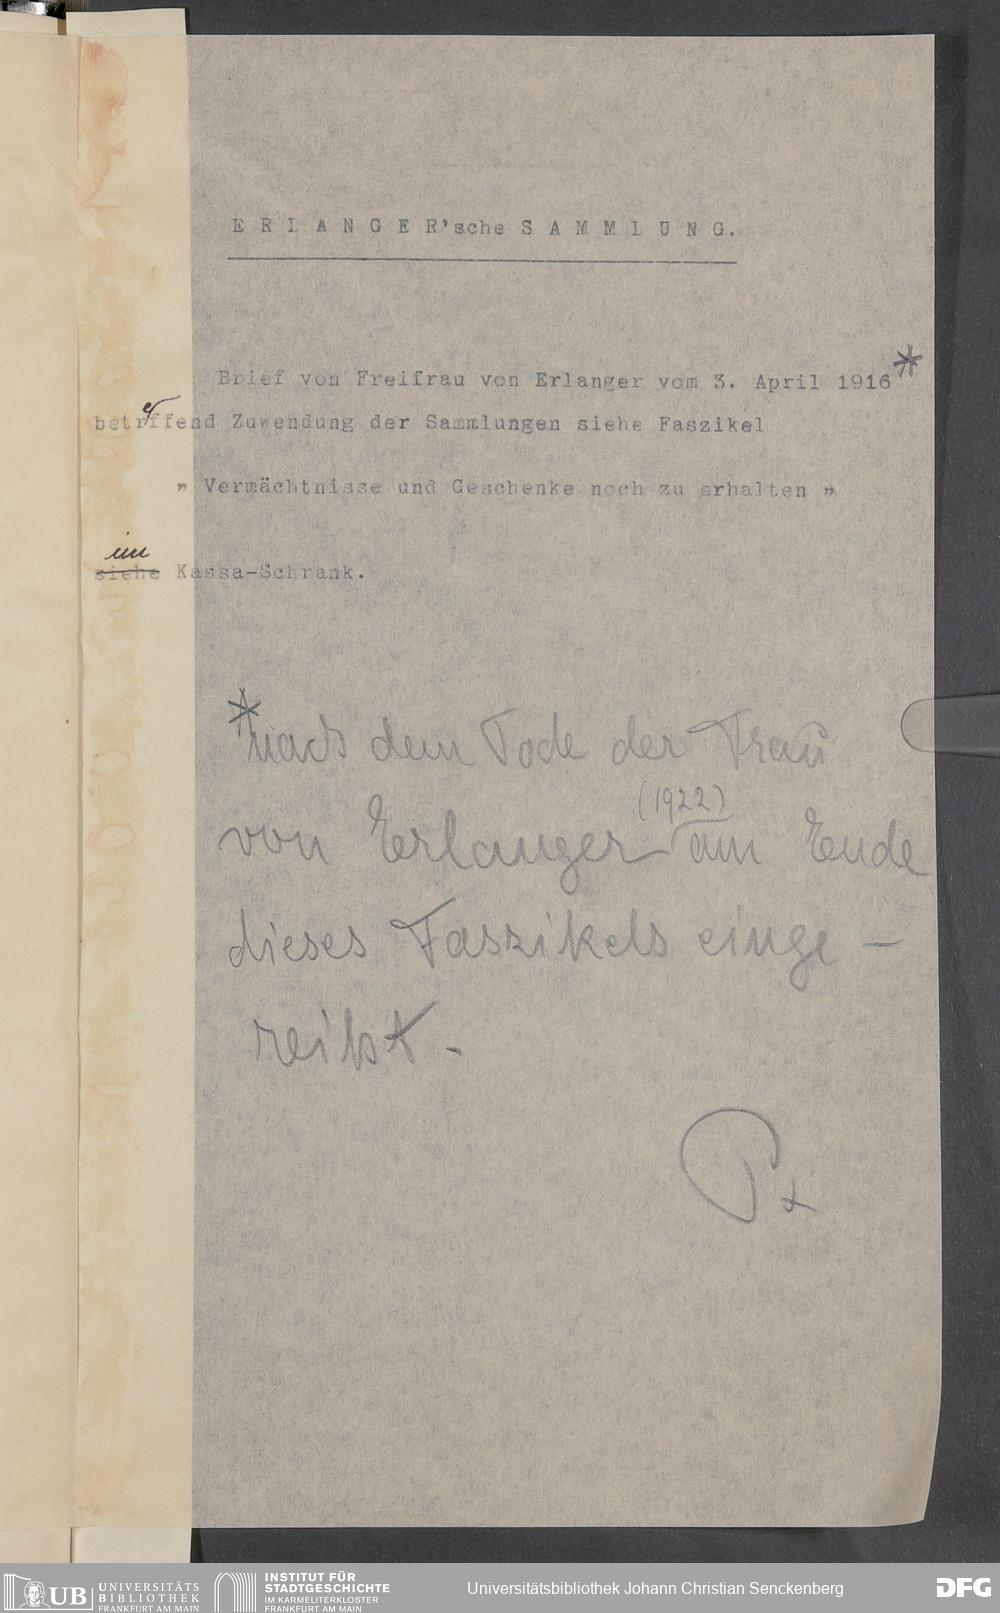 E R L A N G E R'sche S A M M L U N G.
Brief von Freifrau von Erlanger vom 3. April 1916*
betreffend Zuwendung der Sammlungen siehe Faszikel
" Vermächtnisse und Geschenke noch zu erhalten "
im
siehe Kassa-Schrank.
*nach dem Tode der Frau
(1922)
von Erlanger am Ende
dieses Faszikels einge-
reiht.
UB UNIVERSITÄTS
BIBLIOTHEK
FRANKFURT AM MAIN
INSTITUT FÜR
STADTGESCHICHTE
IM KARMELITERKLOSTER
FRANKFURT AM MAIN
Universitätsbibliothek Johann Christian Senckenberg
DFG